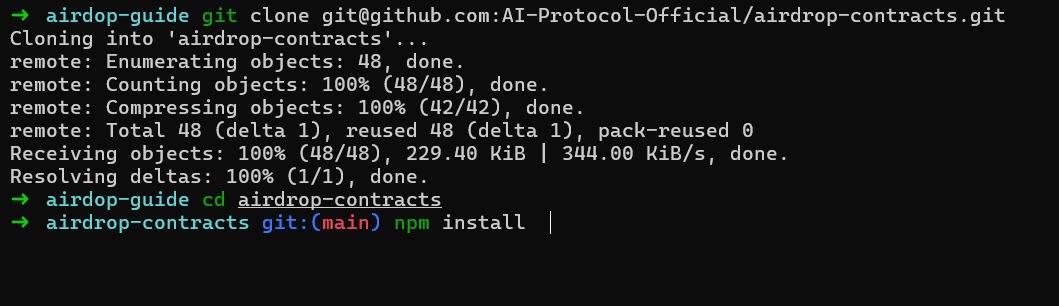 ➜ airdop-guide git clone git@github.com:AI-Protocol-Official/airdrop-contracts.git
Cloning into 'airdrop-contracts'...
remote: Enumerating objects: 48, done.
remote: Counting objects: 100% (48/48), done.
remote: Compressing objects: 100% (42/42), done.
remote: Total 48 (delta 1), reused 48 (delta 1), pack-reused 0
Receiving objects: 100% (48/48), 229.40 KiB | 344.00 KiB/s, done.
Resolving deltas: 100% (1/1), done.
➜ airdop-guide cd airdrop-contracts
➜ airdrop-contracts git:(main) npm install